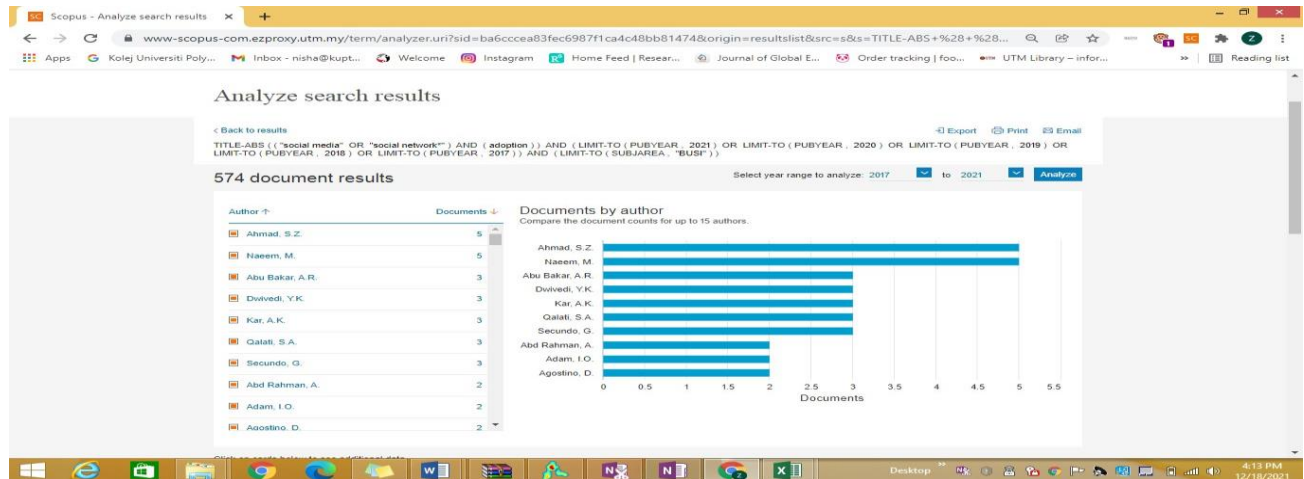 Scopus - Analyze search results
www-scopus-com.ezproxy.utm.my/term/analyzer.uri?sid=ba6cccea83fec6987f1ca4c48bb81474&origin=resultslist&src=s&s=TITLE-ABS+%28+%28...
Apps Kolej Universiti Poly... Inbox - nisha@kupt... Welcome Instagram Home Feed | Resear... Journal of Global E... Order tracking | foo... UTM Library – infor... » Reading list
Analyze search results
< Back to results Export Print Email
TITLE-ABS ( ( "social media" OR "social network*" ) AND ( adoption ) ) AND ( LIMIT-TO ( PUBYEAR , 2021 ) OR LIMIT-TO ( PUBYEAR , 2020 ) OR LIMIT-TO ( PUBYEAR , 2019 ) OR
LIMIT-TO ( PUBYEAR , 2018 ) OR LIMIT-TO ( PUBYEAR , 2017 ) ) AND ( LIMIT-TO ( SUBJAREA , "BUSI" ) )
574 document results
Select year range to analyze: 2017 to 2021 Analyze
Author Documents
Ahmad, S.Z. 5
Naeem, M. 5
Abu Bakar, A.R. 3
Dwivedi, Y.K. 3
Kar, A.K. 3
Qalati, S.A. 3
Secundo, G. 3
Abd Rahman, A. 2
Adam, I.O. 2
Agostino, D. 2
Documents by author
Compare the document counts for up to 15 authors.
Ahmad, S.Z.
Naeem, M.
Abu Bakar, A.R.
Dwivedi, Y.K.
Kar, A.K.
Qalati, S.A.
Secundo, G.
Abd Rahman, A.
Adam, I.O.
Agostino, D.
0 0.5 1 1.5 2 2.5 3 3.5 4 4.5 5 5.5
Documents
Desktop » 4:13 PM
12/18/2021